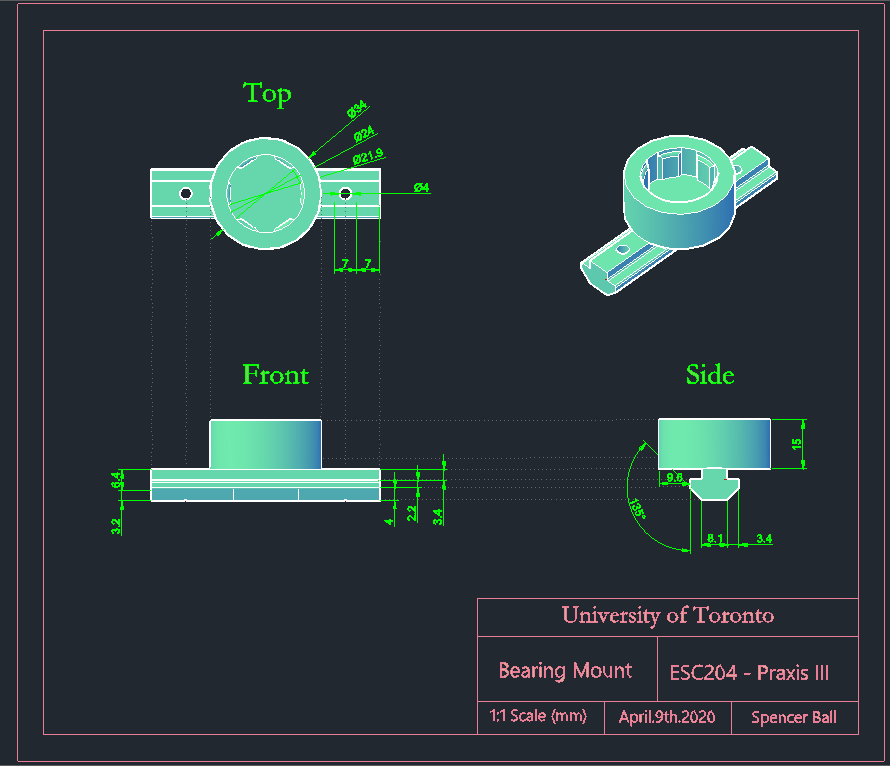 Top
Ø34
Ø24
Ø21.9
Ø4
7 7
Front
Side
6.4
3.2
4
2.2
3.4
15
9.6
135°
8.1 3.4
University of Toronto
Bearing Mount
ESC204 - Praxis III
1:1 Scale (mm)
April.9th.2020
Spencer Ball